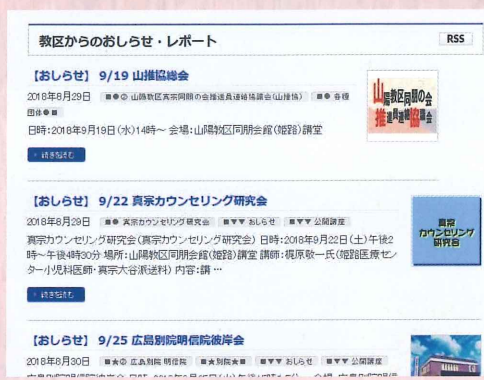 教区からのおしらせ・レポート
RSS
【おしらせ】 9/19 山推協総会
2018年8月29日 ■●② 山陽教区真宗同朋の会推進員連絡協議会(山推協) ■● 各種
団体●■
日時:2018年9月19日(水)14時～ 会場:山陽教区同朋会館(姫路)講堂
続きを読む
山陽教区同朋の会
推進員連絡協議会
【おしらせ】 9/22 真宗カウンセリング研究会
2018年8月29日 ■● 真宗カウンセリング研究会 ■▼▼ おしらせ ■▼▼ 公開講座
真宗カウンセリング研究会(真宗カウンセリング研究会) 日時:2018年9月22日(土)午後2
時～午後4時30分 場所:山陽教区同朋会館(姫路)講堂 講師:梶原敬一氏(姫路医療セン
ター小児科医師・真宗大谷派送料) 内容:講 …
続きを読む
真宗
カウンセリング
研究会
【おしらせ】 9/25 広島別院明信院彼岸会
2018年8月30日 ■★② 広島別院 明信院 ■★別院★■ ■▼▼ おしらせ ■▼▼ 公開講座